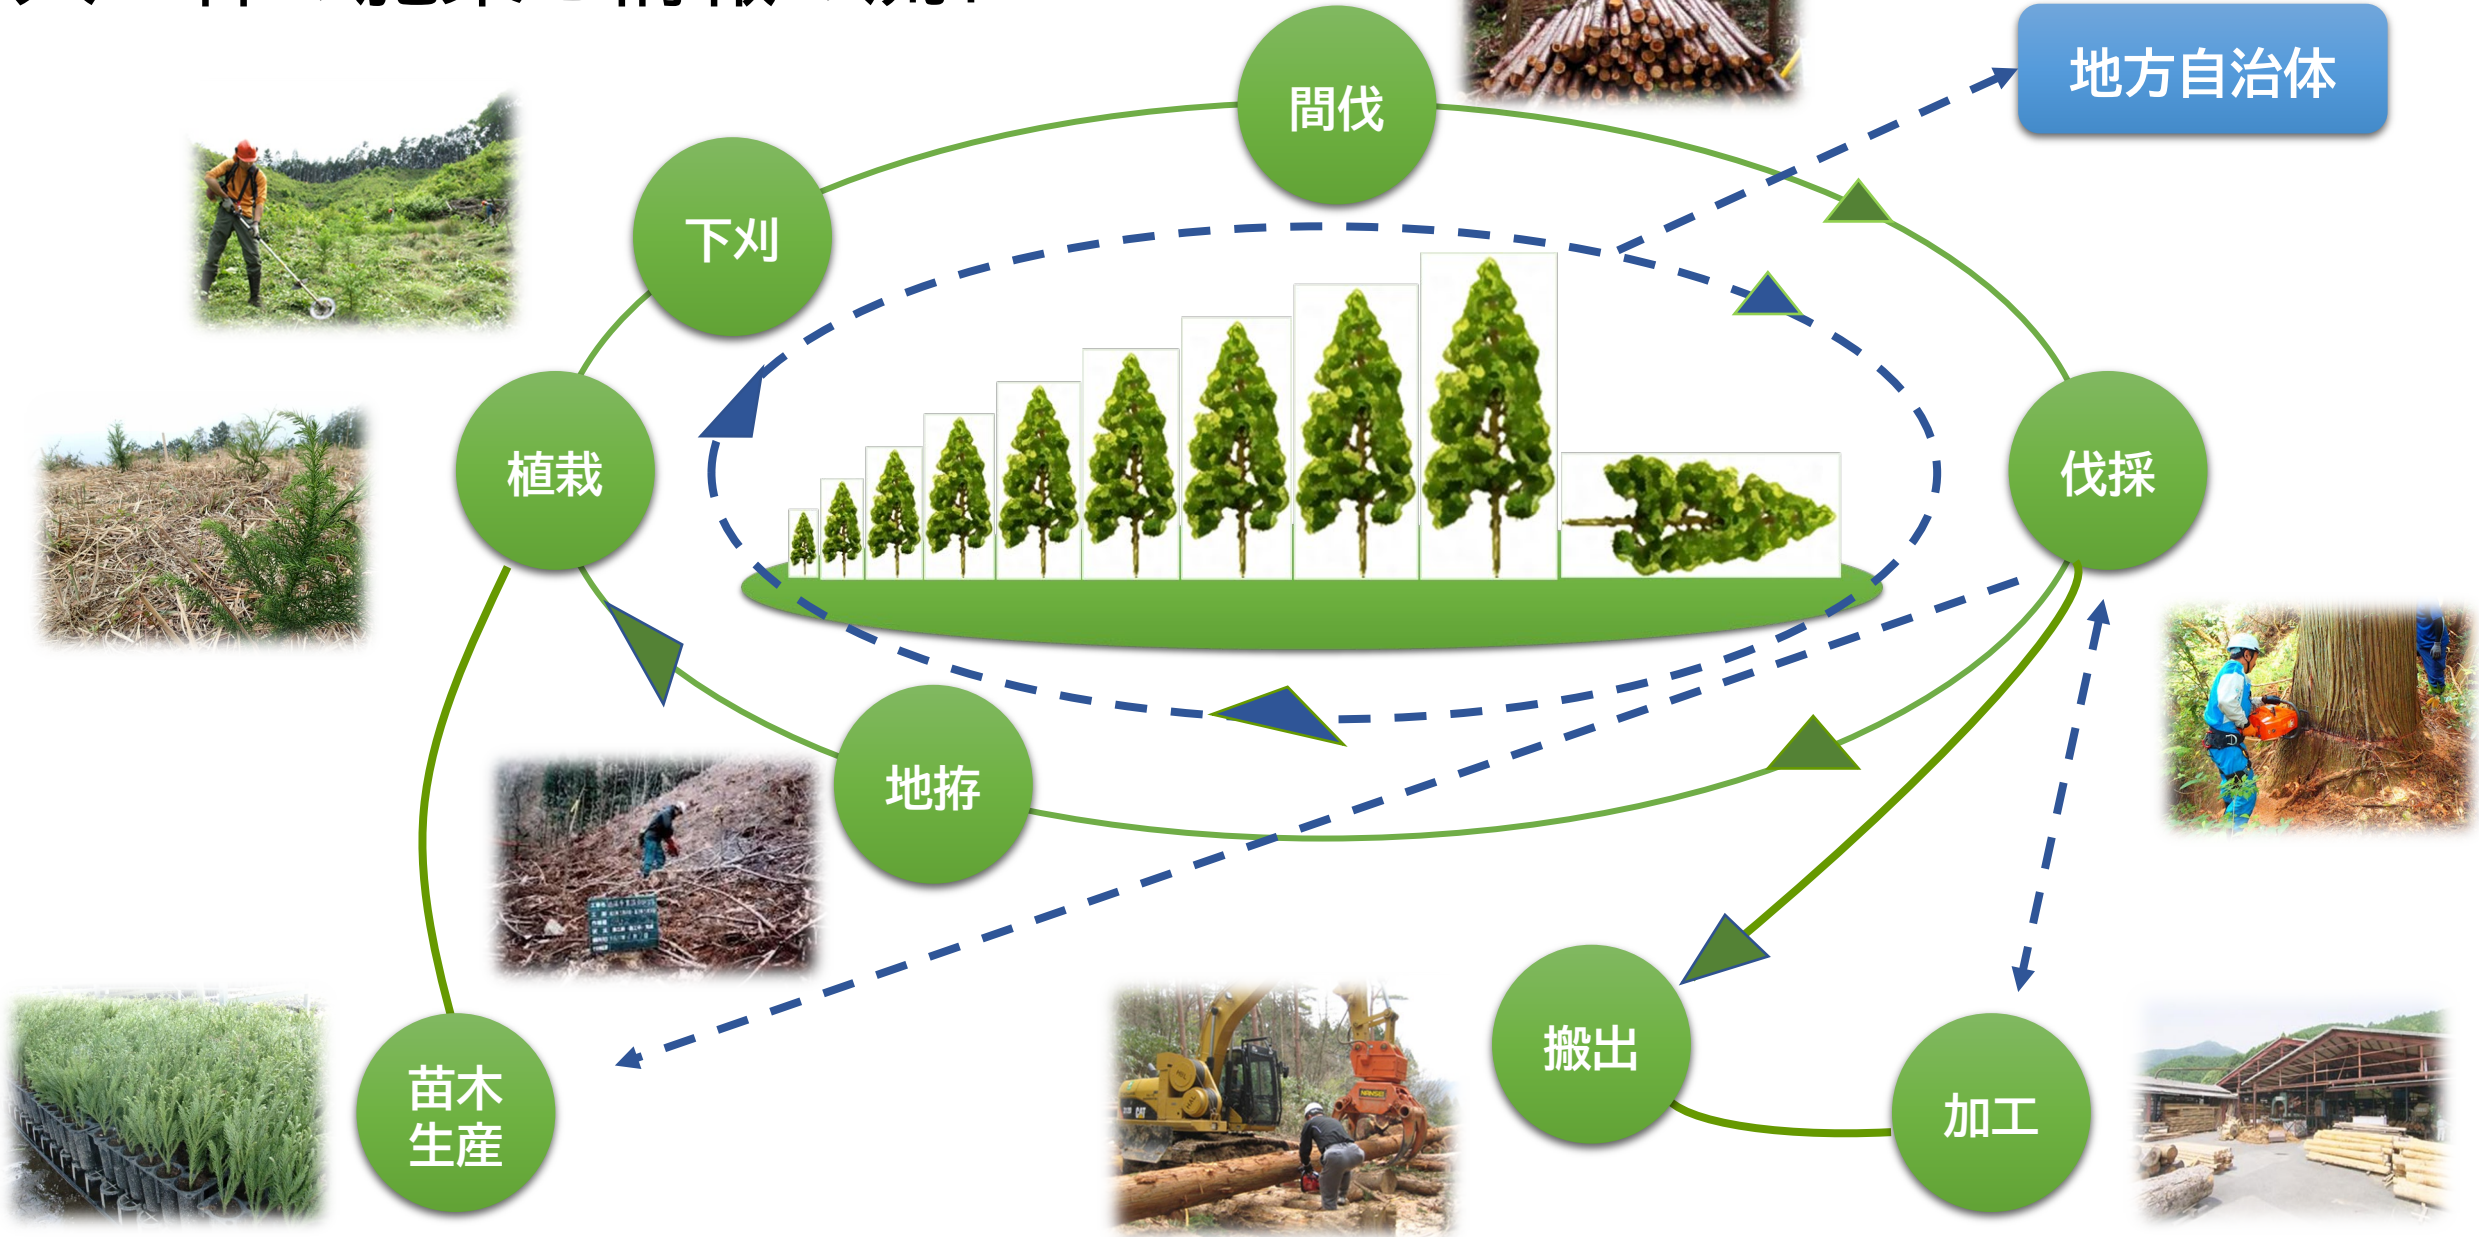 間伐
地方自治体
下刈
植栽
伐採
地拵
搬出
苗木
生産
加工
CAT